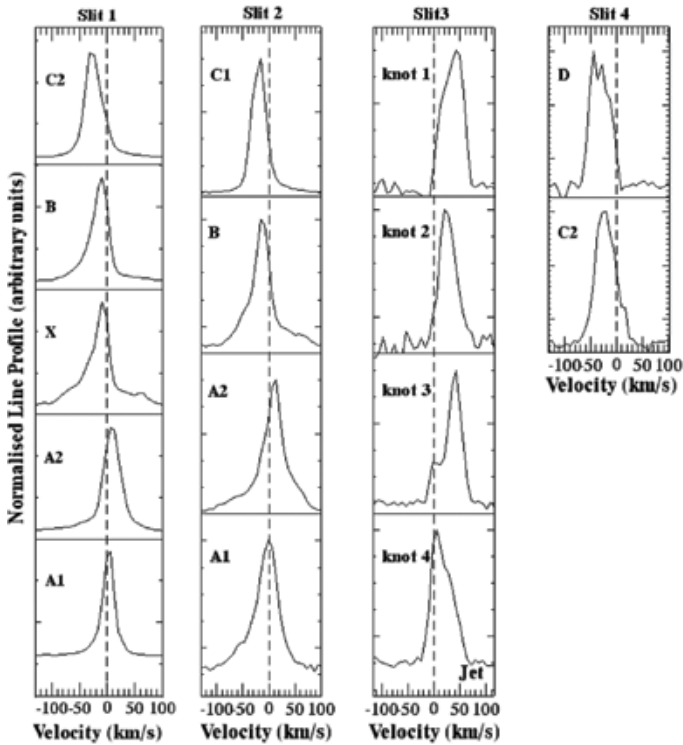 Slit 1 Slit 2 Slit3 Slit 4
C2 C1 knot 1 D
B B knot 2 C2
X A2 knot 3
A2 A1 knot 4
A1 Jet
-100-50 0 50 100
Velocity (km/s)
-100-50 0 50 100
Velocity (km/s)
-100-50 0 50 100
Velocity (km/s)
-100-50 0 50 100
Velocity (km/s)
Normalised Line Profile (arbitrary units)